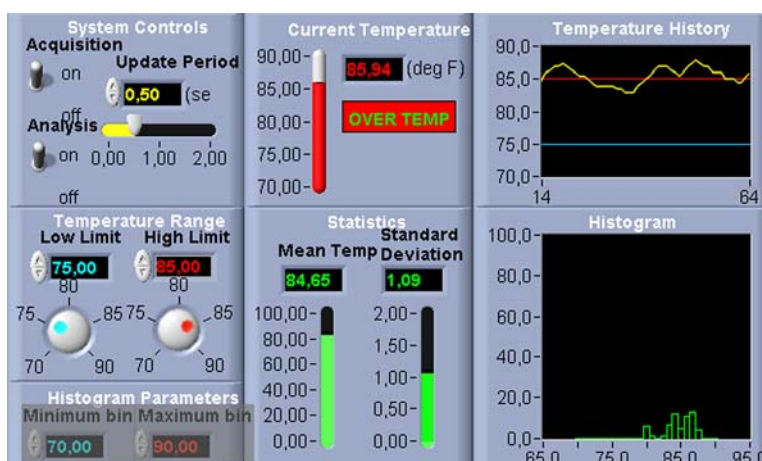 System Controls
Acquisition
on
off
Update Period
0,50 (se
Analysis
on
off
0,00 1,00 2,00
Current Temperature
90,00
85,00
80,00
75,00
70,00
85,94 (deg F)
OVER TEMP
Temperature History
90,0
85,0
80,0
75,0
70,0
14 64
Temperature Range
Low Limit High Limit
75,00 85,00
80 80
75 85 75 85
70 90 70 90
Statistics
Mean Temp Standard
Deviation
84,65 1,09
100,00 2,00
80,00 1,50
60,00 1,00
40,00 0,50
20,00 0,00
0,00
Histogram
100,0
80,0
60,0
40,0
20,0
0,0
65,0 75,0 85,0 95,0
Histogram Parameters
Minimum bin Maximum bin
70,00 90,00